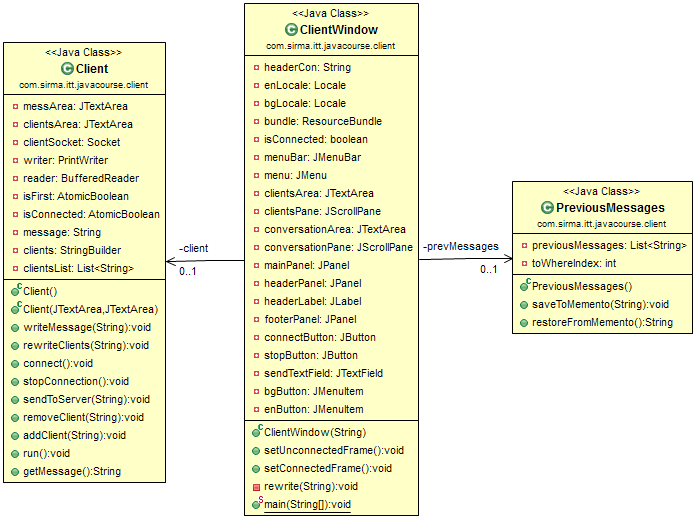 <<Java Class>>
Client
com.sirma.itt.javacourse.client
messArea: JTextArea
clientsArea: JTextArea
clientSocket: Socket
writer: PrintWriter
reader: BufferedReader
isFirst: AtomicBoolean
isConnected: AtomicBoolean
message: String
clients: StringBuilder
clientsList: List<String>
Client()
Client(JTextArea,JTextArea)
writeMessage(String):void
rewriteClients(String):void
connect():void
stopConnection():void
sendToServer(String):void
removeClient(String):void
addClient(String):void
run():void
getMessage():String
-client
0..1
<<Java Class>>
ClientWindow
com.sirma.itt.javacourse.client
headerCon: String
enLocale: Locale
bgLocale: Locale
bundle: ResourceBundle
isConnected: boolean
menuBar: JMenuBar
menu: JMenu
clientsArea: JTextArea
clientsPane: JScrollPane
conversationArea: JTextArea
conversationPane: JScrollPane
mainPanel: JPanel
headerPanel: JPanel
headerLabel: JLabel
footerPanel: JPanel
connectButton: JButton
stopButton: JButton
sendTextField: JTextField
bgButton: JMenuItem
enButton: JMenuItem
ClientWindow(String)
setUnconnectedFrame():void
setConnectedFrame():void
rewrite(String):void
main(String[]):void
-prevMessages
0..1
<<Java Class>>
PreviousMessages
com.sirma.itt.javacourse.client
previousMessages: List<String>
toWhereIndex: int
PreviousMessages()
saveToMemento(String):void
restoreFromMemento():String